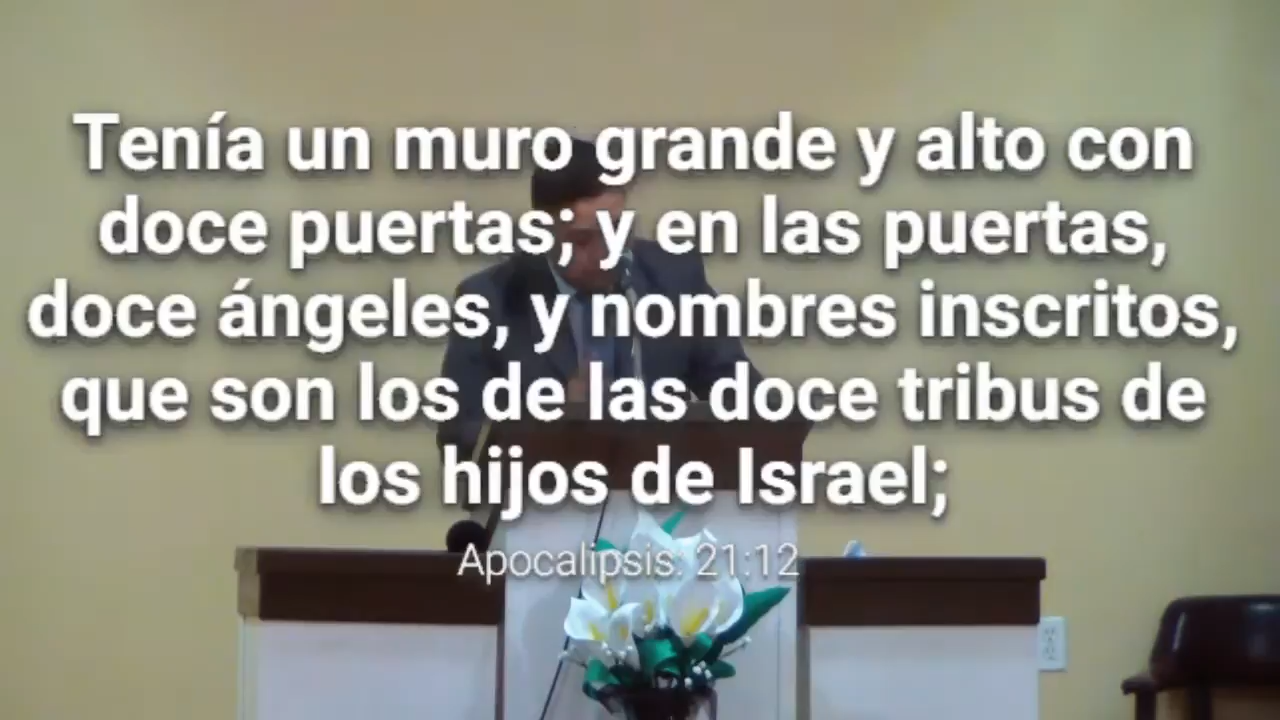 Tenía un muro grande y alto con
doce puertas; y en las puertas,
doce ángeles, y nombres inscritos,
que son los de las doce tribus de
los hijos de Israel;
Apocalipsis: 21:12